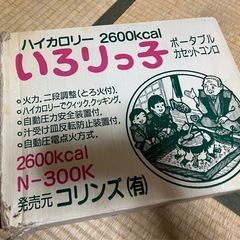 ハイカロリー 2600kcal
いろりっ子
ポータブル
カセットコンロ
・火力、二段調整(とろ火付)。
・ハイカロリーでクイック、クッキング。
・自動圧力安全装置付。
・汁受け皿反転防止装置付。
・自動圧電点火方式。
2600kcal
N-300K
発売元 コリンズ(有)